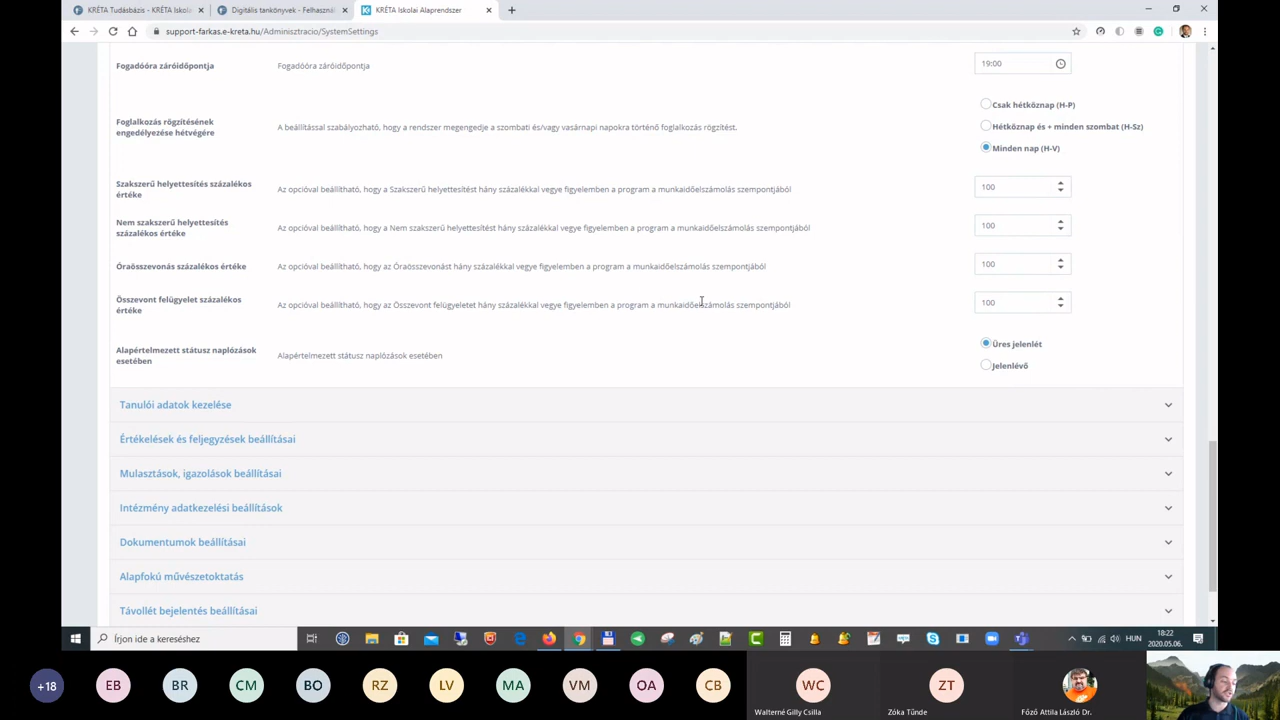 KRÉTA Tudásbázis - KRÉTA Iskol
Digitális tankönyvek - Felhaszná
KRÉTA Iskolai Alaprendszer
support-farkas.e-kreta.hu/Adminisztracio/SystemSettings
Fogadóóra záróidőpontja
Fogadóóra záróidőpontja
19:00
Csak hétköznap (H-P)
Foglalkozás rögzítésének
engedélyezése hétvégére
A beállítással szabályozható, hogy a rendszer megengedje a szombati és/vagy vasárnapi napokra történő foglalkozás rögzítést.
Hétköznap és + minden szombat (H-Sz)
Minden nap (H-V)
Szakszerű helyettesítés százalékos
értéke
Az opcióval beállítható, hogy a Szakszerű helyettesítést hány százalékkal vegye figyelemben a program a munkaidőelszámolás szempontjából
100
Nem szakszerű helyettesítés
százalékos értéke
Az opcióval beállítható, hogy a Nem szakszerű helyettesítést hány százalékkal vegye figyelemben a program a munkaidőelszámolás szempontjából
100
Óraösszevonás százalékos értéke
Az opcióval beállítható, hogy az Óraösszevonást hány százalékkal vegye figyelemben a program a munkaidőelszámolás szempontjából
100
Összevont felügyelet százalékos
értéke
Az opcióval beállítható, hogy az Összevont felügyeletet hány százalékkal vegye figyelemben a program a munkaidőelszámolás szempontjából
100
Alapértelmezett státusz naplózások
esetében
Alapértelmezett státusz naplózások esetében
Üres jelenlét
Jelenlévő
Tanulói adatok kezelése
Értékelések és feljegyzések beállításai
Mulasztások, igazolások beállításai
Intézmény adatkezelési beállítások
Dokumentumok beállításai
Alapfokú művészetoktatás
Távollét bejelentés beállításai
Írjon ide a kereséshez
HUN
18:22
2020.05.06.
+18
EB
BR
CM
BO
RZ
LV
MA
VM
OA
CB
WC
ZT
Walterné Gilly Csilla
Zóka Tünde
Főző Attila László Dr.